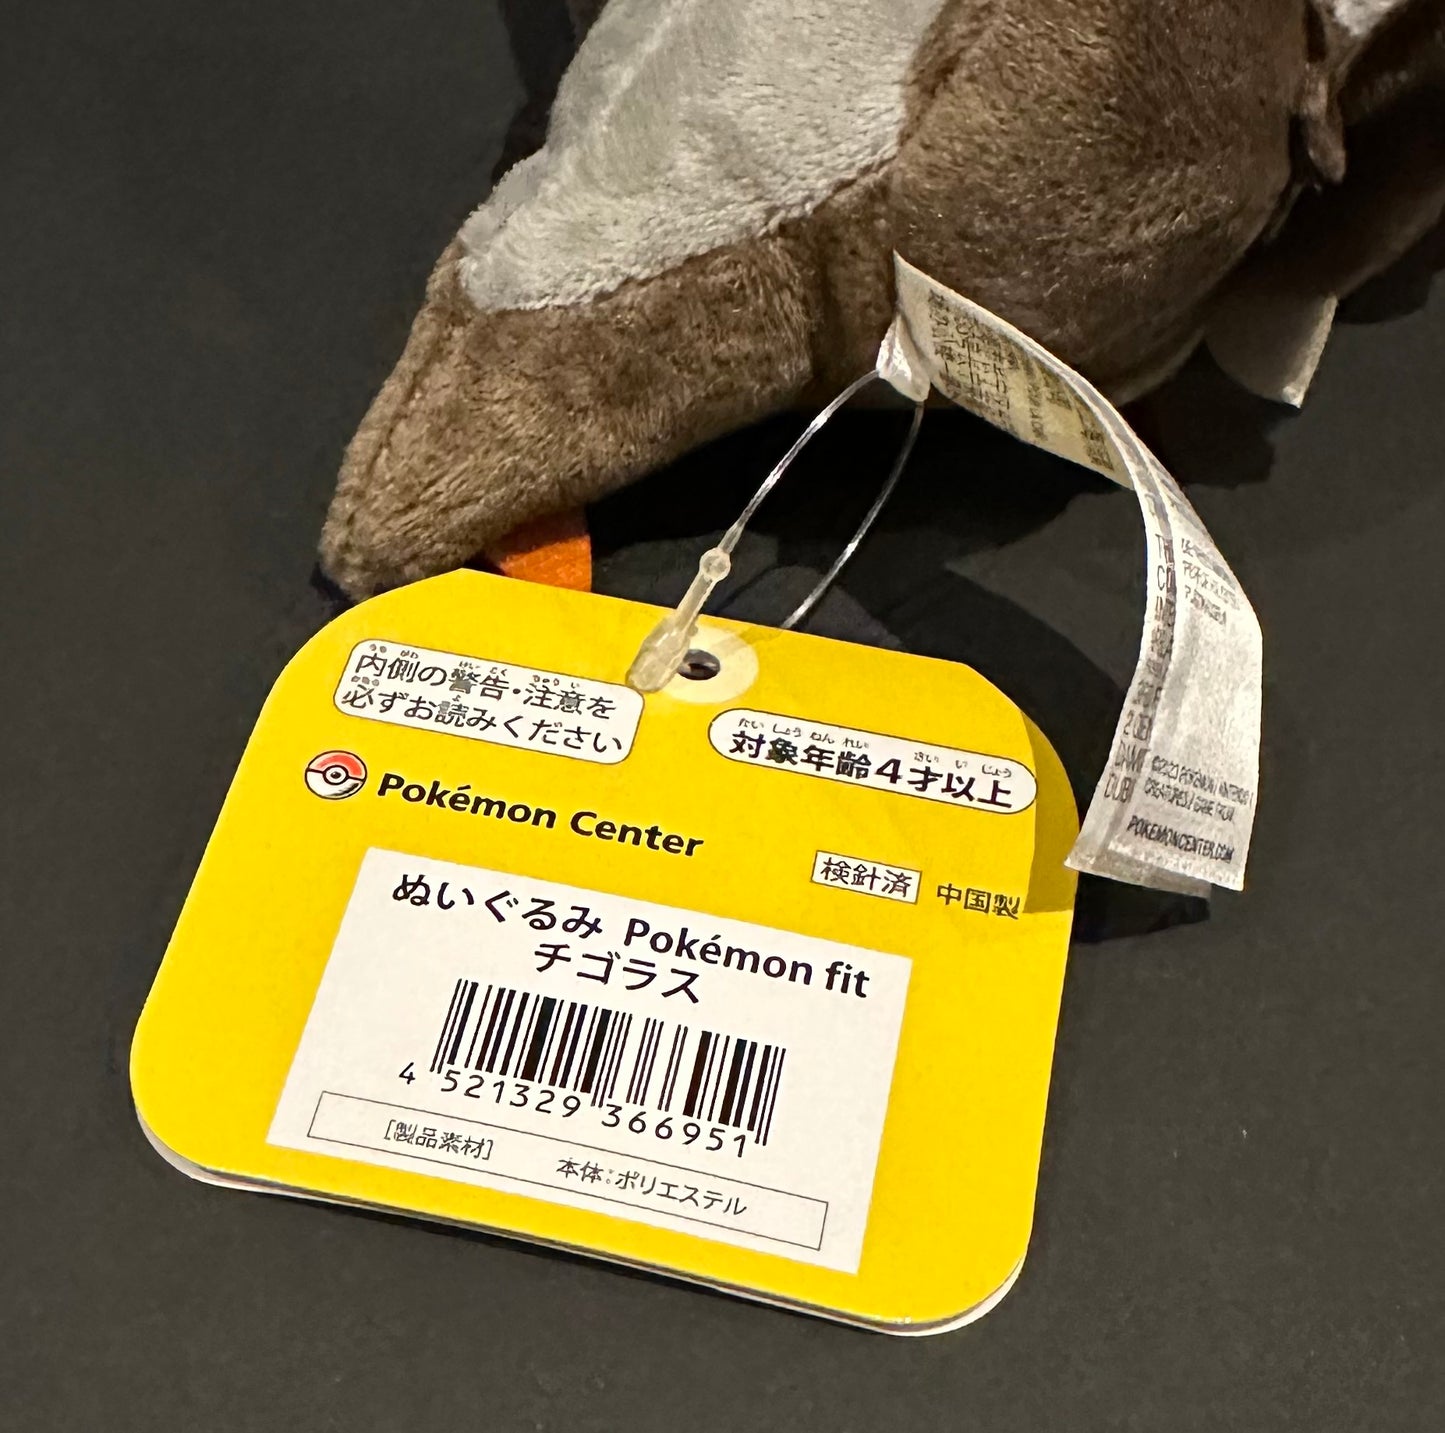 内側の警告・注意を
必ずお読みください
対象年齢4才以上
Pokémon Center
検針済 中国製
ぬいぐるみ Pokémon fit
チゴラス
4 521329 366951
[製品素材] 本体:ポリエステル
POKEMONCENTER.COM